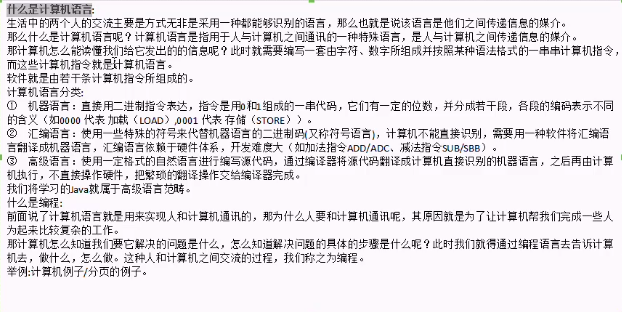 什么是计算机语言:
生活中的两个人的交流主要是方式无非是采用一种都能够识别的语言，那么也就是说该语言是他们之间传递信息的媒介。
那么什么是计算机语言呢？计算机语言是指用于人与计算机之间通讯的一种特殊语言，是人与计算机之间传递信息的媒介。
那计算机怎么能读懂我们给它发出的的信息呢？此时就需要编写一套由字符、数字所组成并按照某种语法格式的一串串计算机指令，
而这些计算机指令就是计算机语言。
软件就是由若干条计算机指令所组成的。
计算机语言分类:
① 机器语言：直接用二进制指令表达，指令是用0和1组成的一串代码，它们有一定的位数，并分成若干段，各段的编码表示不同的
含义（如0000 代表 加载（LOAD）,0001 代表 存储（STORE））。
② 汇编语言：使用一些特殊的符号来代替机器语言的二进制码(又称符号语言)，计算机不能直接识别，需要用一种软件将汇编语
言翻译成机器语言，汇编语言依赖于硬件体系，开发难度大（如加法指令ADD/ADC、减法指令SUB/SBB）。
③ 高级语言：使用一定格式的自然语言进行编写源代码，通过编译器将源代码翻译成计算机直接识别的机器语言，之后再由计算
机执行，不直接操作硬件，把繁琐的翻译操作交给编译器完成。
我们将学习的Java就属于高级语言范畴。
什么是编程:
前面说了计算机语言就是用来实现人和计算机通讯的，那为什么人要和计算机通讯呢，其原因就是为了让计算机帮我们完成一些人
为起来比较复杂的工作。
那计算机怎么知道我们要它解决的问题是什么，怎么知道解决问题的具体的步骤是什么呢？此时我们就得通过编程语言去告诉计算
机去，做什么，怎么做。这种人和计算机之间交流的过程，我们称之为编程。
举例:计算机例子/分页的例子。